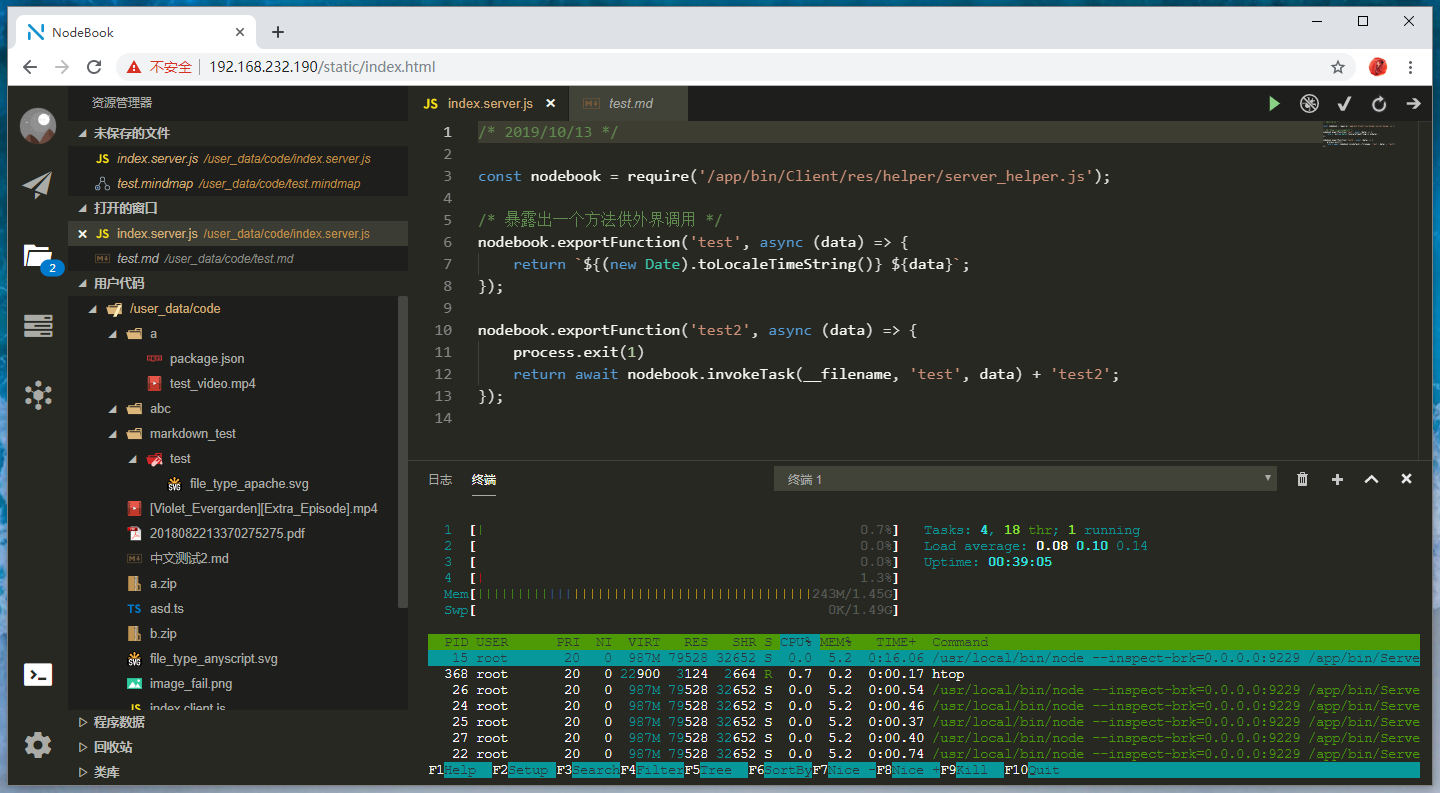 NodeBook
不安全 192.168.232.190/static/index.html
资源管理器
未保存的文件
JS index.server.js /user_data/code/index.server.js
test.mindmap /user_data/code/test.mindmap
打开的窗口
JS index.server.js /user_data/code/index.server.js
test.md /user_data/code/test.md
2
用户代码
/user_data/code
a
package.json
test_video.mp4
abc
markdown_test
test
SVG file_type_apache.svg
[Violet_Evergarden][Extra_Episode].mp4
2018082213370275275.pdf
中文测试2.md
a.zip
TS asd.ts
b.zip
SVG file_type_anyscript.svg
image_fail.png
JS index.client.js
程序数据
回收站
类库
JS index.server.js test.md
1 /* 2019/10/13 */
2
3 const nodebook = require('/app/bin/Client/res/helper/server_helper.js');
4
5 /* 暴露出一个方法供外界调用 */
6 nodebook.exportFunction('test', async (data) => {
7 return `${(new Date).toLocaleTimeString()} ${data}`;
8 });
9
10 nodebook.exportFunction('test2', async (data) => {
11 process.exit(1)
12 return await nodebook.invokeTask(__filename, 'test', data) + 'test2';
13 });
14
日志 终端 终端 1
1 [| 0.7%] Tasks: 4, 18 thr; 1 running
2 [ 0.0%] Load average: 0.08 0.10 0.14
3 [ 0.0%] Uptime: 00:39:05
4 [| 1.3%]
Mem[||||||||||||||||||||||||||||||||||||||||||243M/1.45G]
Swp[ 0K/1.49G]
PID USER PRI NI VIRT RES SHR S CPU% MEM% TIME+ Command
15 root 20 0 987M 79528 32652 S 0.0 5.2 0:16.06 /usr/local/bin/node --inspect-brk=0.0.0.0:9229 /app/bin/Serve
368 root 20 0 22900 3124 2664 R 0.7 0.2 0:00.17 htop
26 root 20 0 987M 79528 32652 S 0.0 5.2 0:00.54 /usr/local/bin/node --inspect-brk=0.0.0.0:9229 /app/bin/Serve
24 root 20 0 987M 79528 32652 S 0.0 5.2 0:00.46 /usr/local/bin/node --inspect-brk=0.0.0.0:9229 /app/bin/Serve
25 root 20 0 987M 79528 32652 S 0.0 5.2 0:00.37 /usr/local/bin/node --inspect-brk=0.0.0.0:9229 /app/bin/Serve
27 root 20 0 987M 79528 32652 S 0.0 5.2 0:00.40 /usr/local/bin/node --inspect-brk=0.0.0.0:9229 /app/bin/Serve
22 root 20 0 987M 79528 32652 S 0.0 5.2 0:00.74 /usr/local/bin/node --inspect-brk=0.0.0.0:9229 /app/bin/Serve
F1Help F2Setup F3SearchF4FilterF5Tree F6SortByF7Nice -F8Nice +F9Kill F10Quit